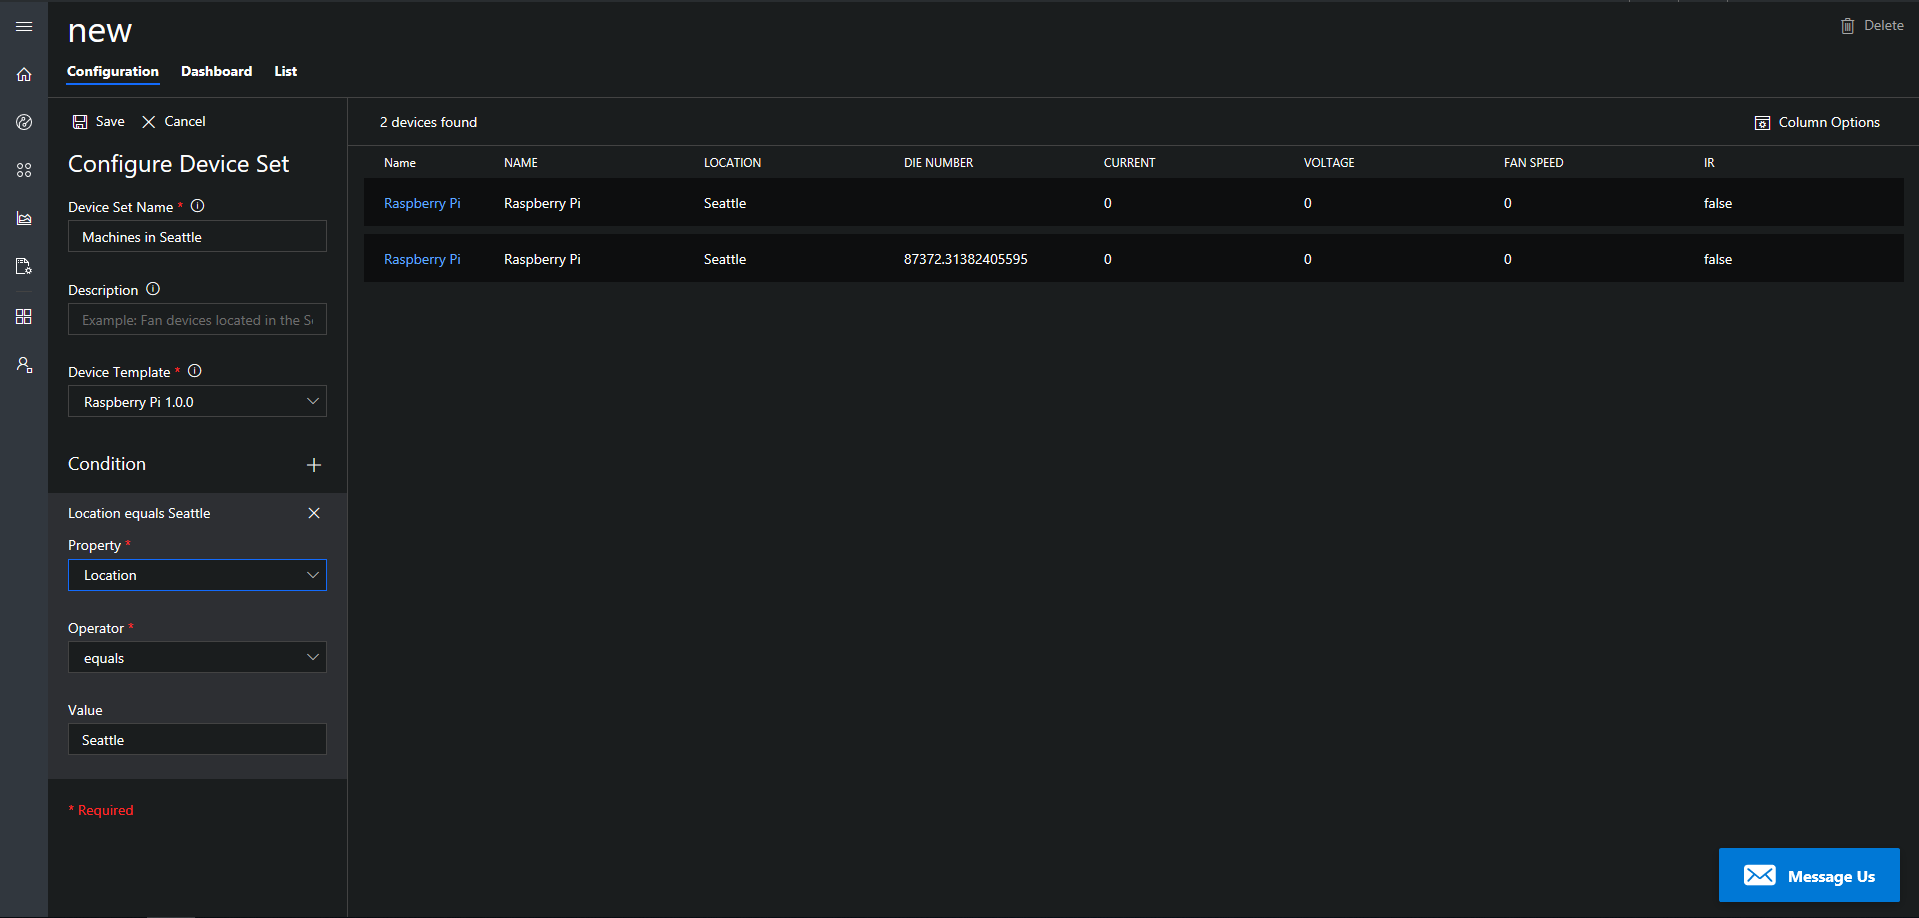 new
Delete
Configuration Dashboard List
Save Cancel
2 devices found
Column Options
Configure Device Set
Device Set Name *
Machines in Seattle
Description
Example: Fan devices located in the S
Device Template *
Raspberry Pi 1.0.0
Condition
Location equals Seattle
Property *
Location
Operator *
equals
Value
Seattle
* Required
Name NAME LOCATION DIE NUMBER CURRENT VOLTAGE FAN SPEED IR
Raspberry Pi Raspberry Pi Seattle 0 0 0 false
Raspberry Pi Raspberry Pi Seattle 87372.31382405595 0 0 0 false
Message Us